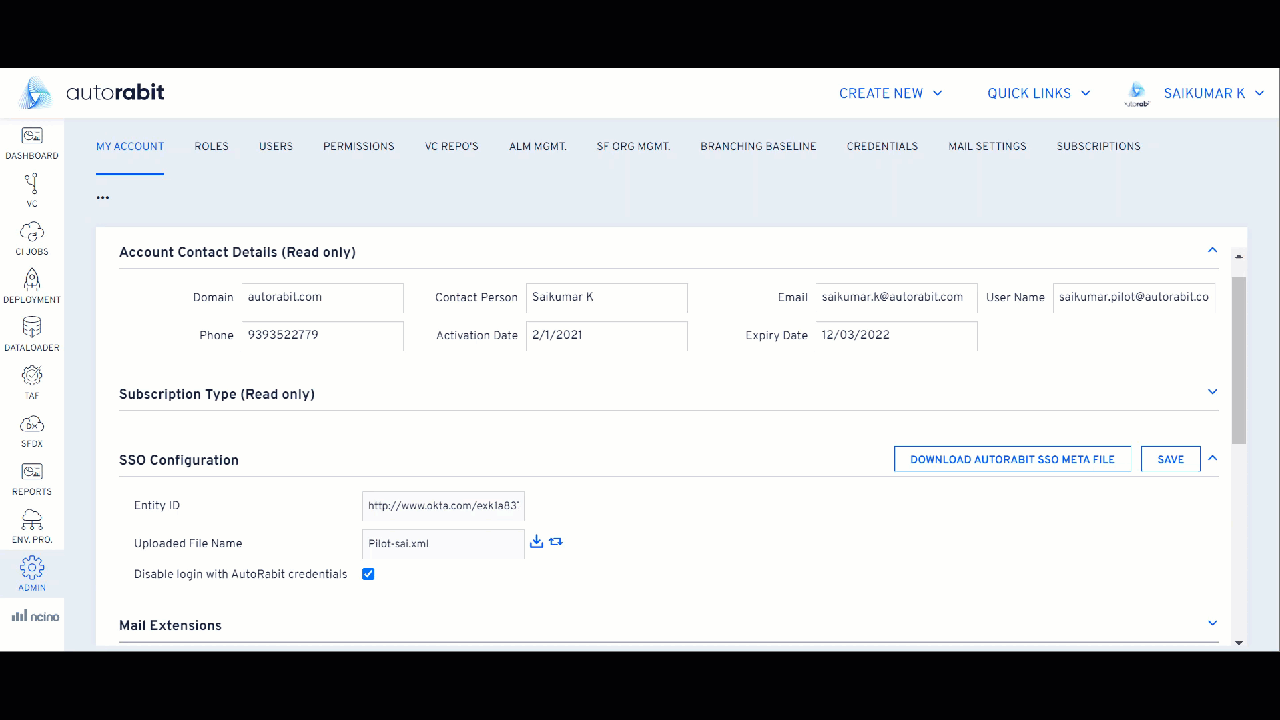 autorabit
CREATE NEW
QUICK LINKS
SAIKUMAR K
DASHBOARD
VC
CI JOBS
DEPLOYMENT
DATALOADER
TAF
SFDX
REPORTS
ENV. PRO.
ADMIN
ncino
MY ACCOUNT ROLES USERS PERMISSIONS VC REPO'S ALM MGMT. SF ORG MGMT. BRANCHING BASELINE CREDENTIALS MAIL SETTINGS SUBSCRIPTIONS
...
Account Contact Details (Read only)
Domain autorabit.com Contact Person Saikumar K Email saikumar.k@autorabit.com User Name saikumar.pilot@autorabit.co
Phone 9393522779 Activation Date 2/1/2021 Expiry Date 12/03/2022
Subscription Type (Read only)
SSO Configuration DOWNLOAD AUTORABIT SSO META FILE SAVE
Entity ID http://www.okta.com/exk1a837
Uploaded File Name Pilot-sai.xml
Disable login with AutoRabit credentials
Mail Extensions